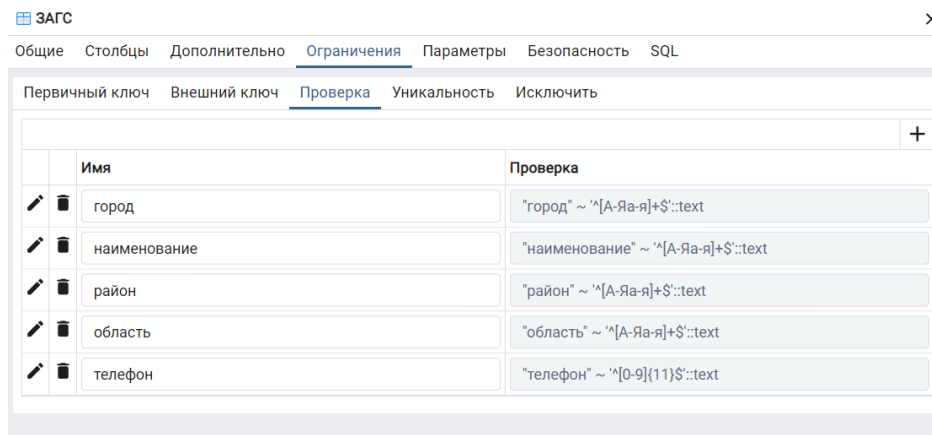 ЗАГС
Общие Столбцы Дополнительно Ограничения Параметры Безопасность SQL
Первичный ключ Внешний ключ Проверка Уникальность Исключить
Имя Проверка
город "город" ~ '^[А-Яа-я]+$'::text
наименование "наименование" ~ '^[А-Яа-я]+$'::text
район "район" ~ '^[А-Яа-я]+$'::text
область "область" ~ '^[А-Яа-я]+$'::text
телефон "телефон" ~ '^[0-9]{11}$'::text